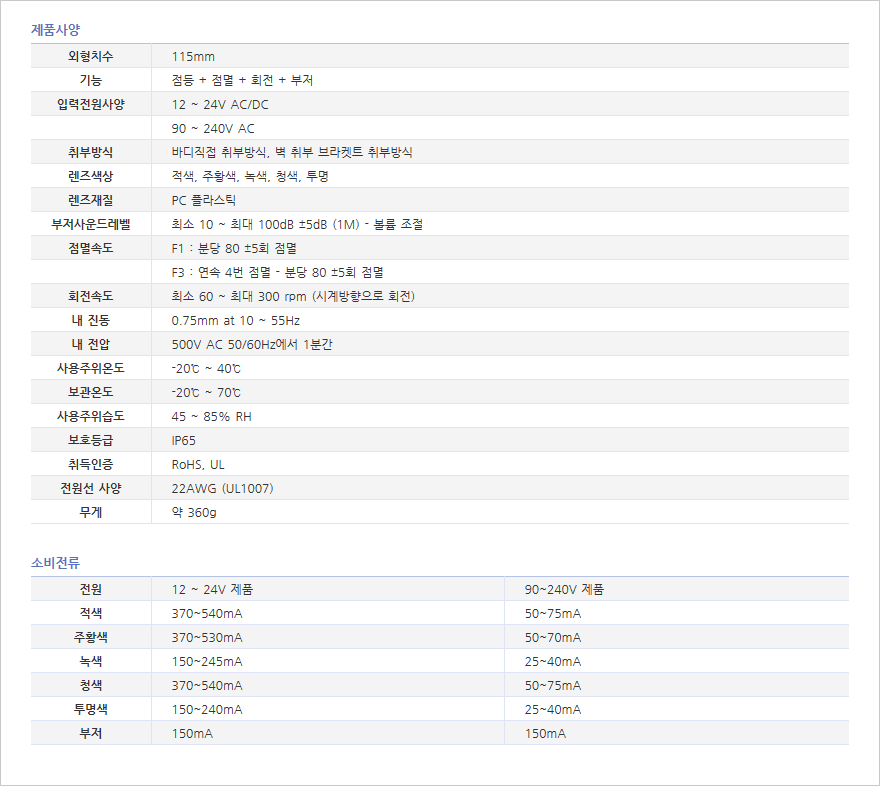 제품사양
외형치수 115mm
기능 점등 + 점멸 + 회전 + 부저
입력전원사양 12 ~ 24V AC/DC
90 ~ 240V AC
취부방식 바디직접 취부방식, 벽 취부 브라켓트 취부방식
렌즈색상 적색, 주황색, 녹색, 청색, 투명
렌즈재질 PC 플라스틱
부저사운드레벨 최소 10 ~ 최대 100dB ±5dB (1M) - 볼륨 조절
점멸속도 F1 : 분당 80 ±5회 점멸
F3 : 연속 4번 점멸 - 분당 80 ±5회 점멸
회전속도 최소 60 ~ 최대 300 rpm (시계방향으로 회전)
내 진동 0.75mm at 10 ~ 55Hz
내 전압 500V AC 50/60Hz에서 1분간
사용주위온도 -20℃ ~ 40℃
보관온도 -20℃ ~ 70℃
사용주위습도 45 ~ 85% RH
보호등급 IP65
취득인증 RoHS, UL
전원선 사양 22AWG (UL1007)
무게 약 360g
소비전류
전원 12 ~ 24V 제품 90~240V 제품
적색 370~540mA 50~75mA
주황색 370~530mA 50~70mA
녹색 150~245mA 25~40mA
청색 370~540mA 50~75mA
투명색 150~240mA 25~40mA
부저 150mA 150mA